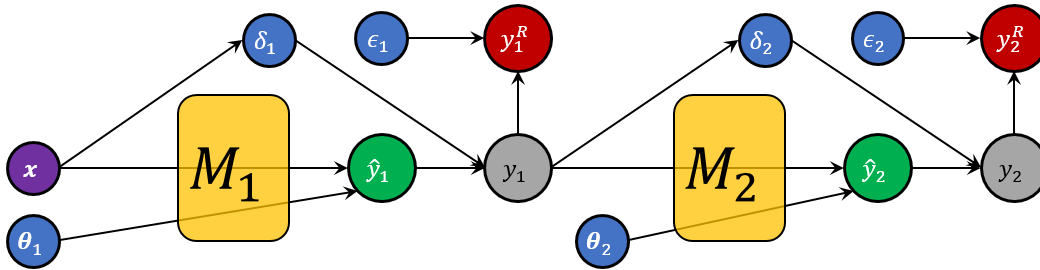 δ₁ ϵ₁ y₁ᴿ δ₂ ϵ₂ y₂ᴿ
x M₁ ŷ₁ y₁ M₂ ŷ₂ y₂
θ₁ θ₂